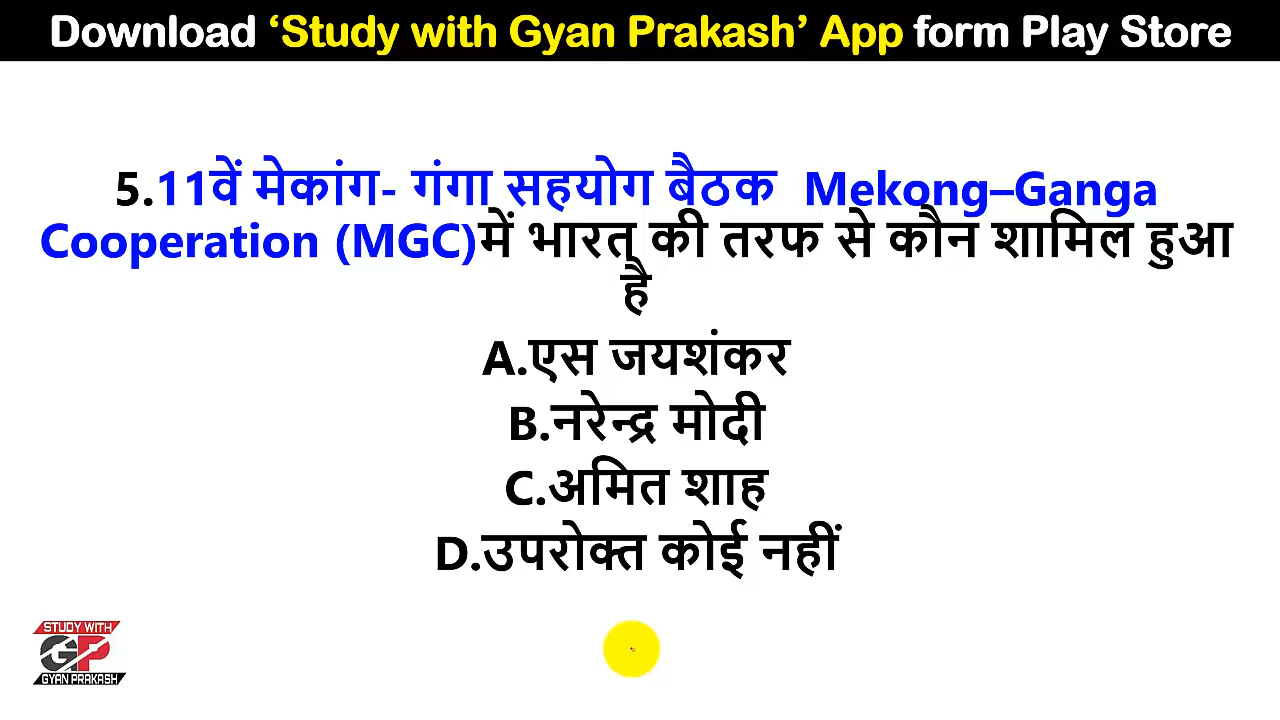 Download ‘Study with Gyan Prakash’ App form Play Store
5.11वें मेकांग- गंगा सहयोग बैठक Mekong–Ganga
Cooperation (MGC)में भारत की तरफ से कौन शामिल हुआ
है
A.एस जयशंकर
B.नरेन्द्र मोदी
C.अमित शाह
D.उपरोक्त कोई नहीं
STUDY WITH
GP
GYAN PRAKASH